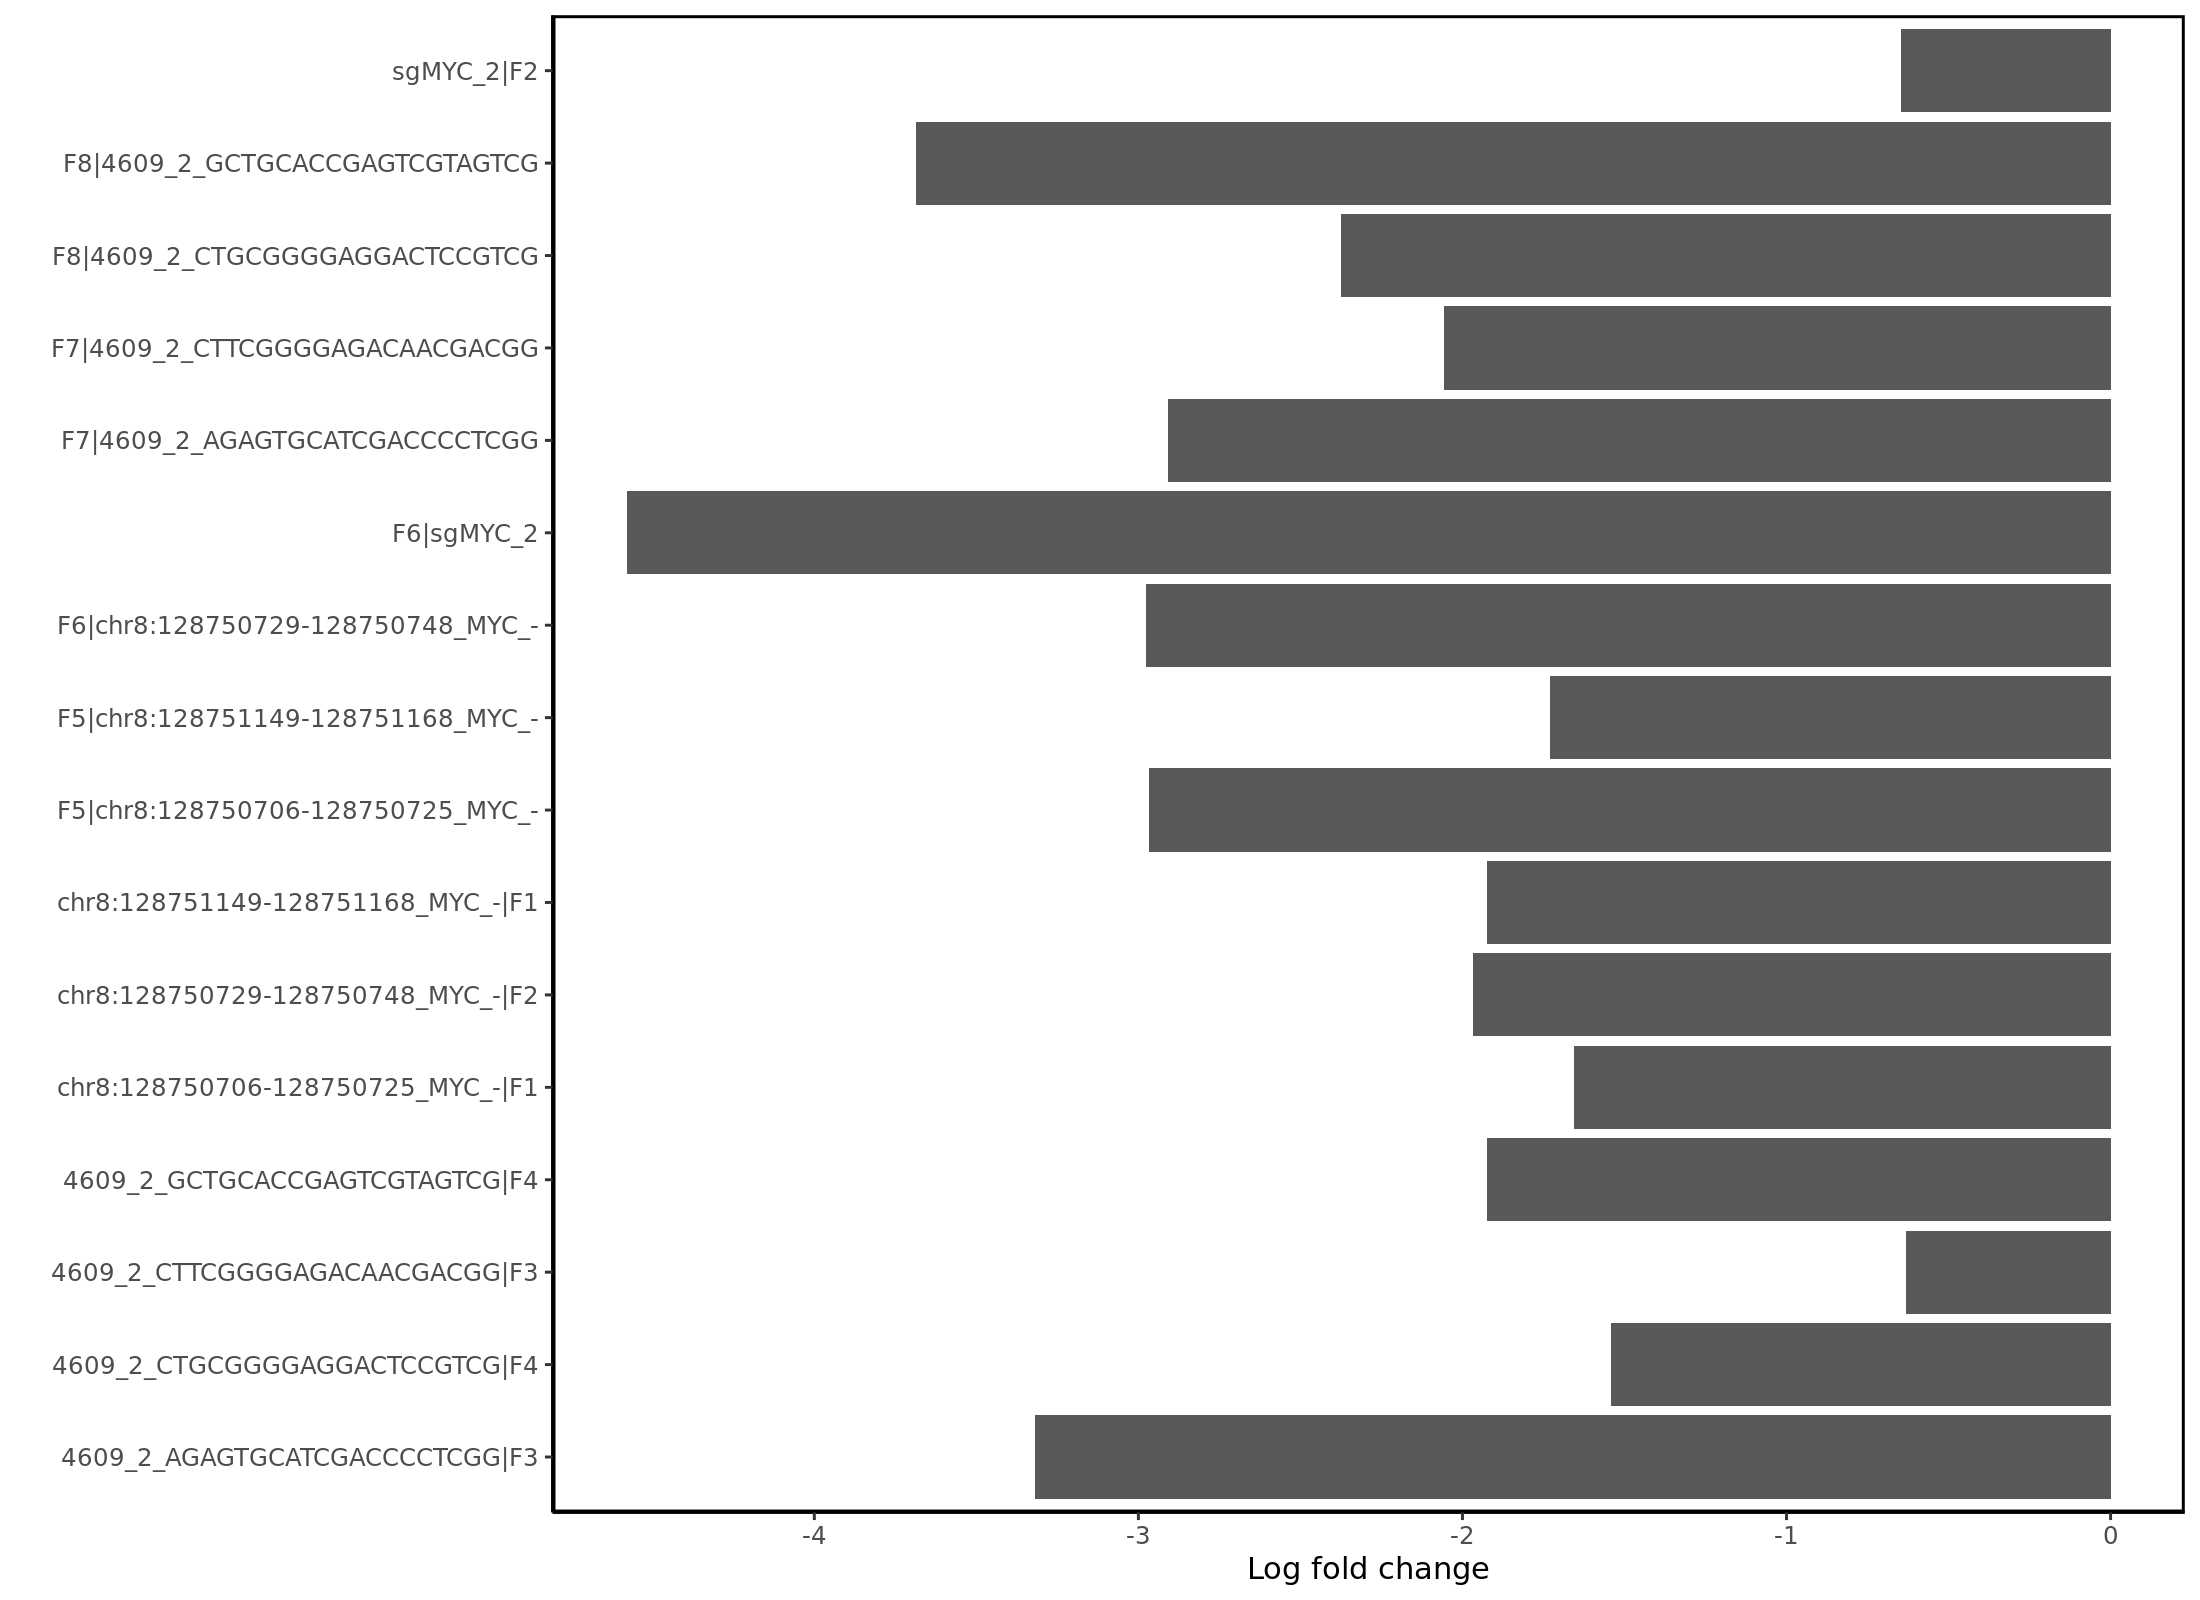 sgMYC_2|F2
F8|4609_2_GCTGCACCGAGTCGTAGTCG
F8|4609_2_CTGCGGGGAGGACTCCGTCG
F7|4609_2_CTTCGGGGAGACAACGACGG
F7|4609_2_AGAGTGCATCGACCCCTCGG
F6|sgMYC_2
F6|chr8:128750729-128750748_MYC_-
F5|chr8:128751149-128751168_MYC_-
F5|chr8:128750706-128750725_MYC_-
chr8:128751149-128751168_MYC_-|F1
chr8:128750729-128750748_MYC_-|F2
chr8:128750706-128750725_MYC_-|F1
4609_2_GCTGCACCGAGTCGTAGTCG|F4
4609_2_CTTCGGGGAGACAACGACGG|F3
4609_2_CTGCGGGGAGGACTCCGTCG|F4
4609_2_AGAGTGCATCGACCCCTCGG|F3
-4 -3 -2 -1 0
Log fold change